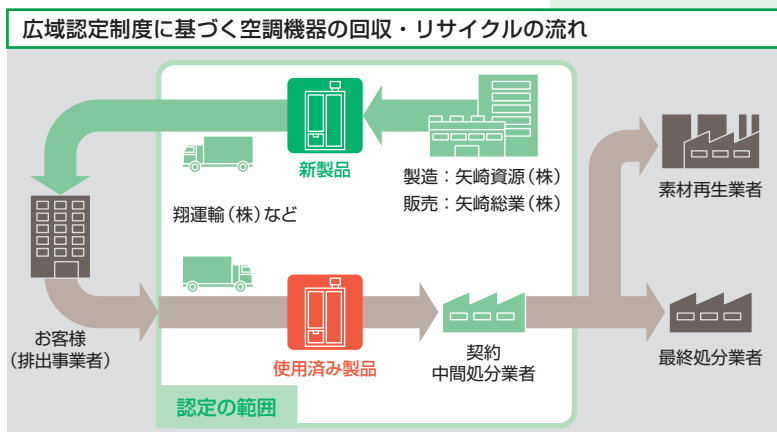 広域認定制度に基づく空調機器の回収・リサイクルの流れ
新製品
製造：矢崎資源(株)
販売：矢崎総業(株)
翔運輸(株)など
素材再生業者
お客様
(排出事業者)
使用済み製品
契約
中間処分業者
最終処分業者
認定の範囲